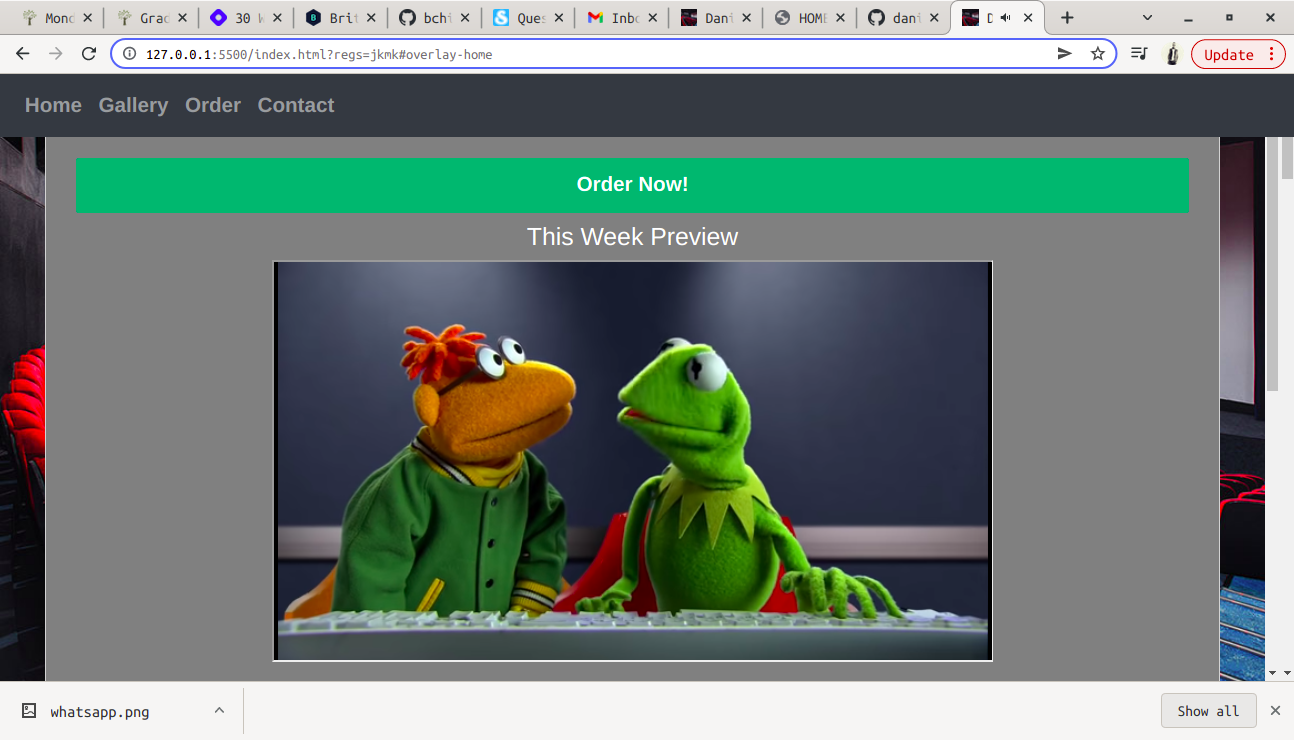 Mond
Grac
30 W
Brit
bchi
Ques
Inbo
Dani
HOME
dani
D
127.0.0.1:5500/index.html?regs=jkmk#overlay-home
Update
Home Gallery Order Contact
Order Now!
This Week Preview
whatsapp.png
Show all